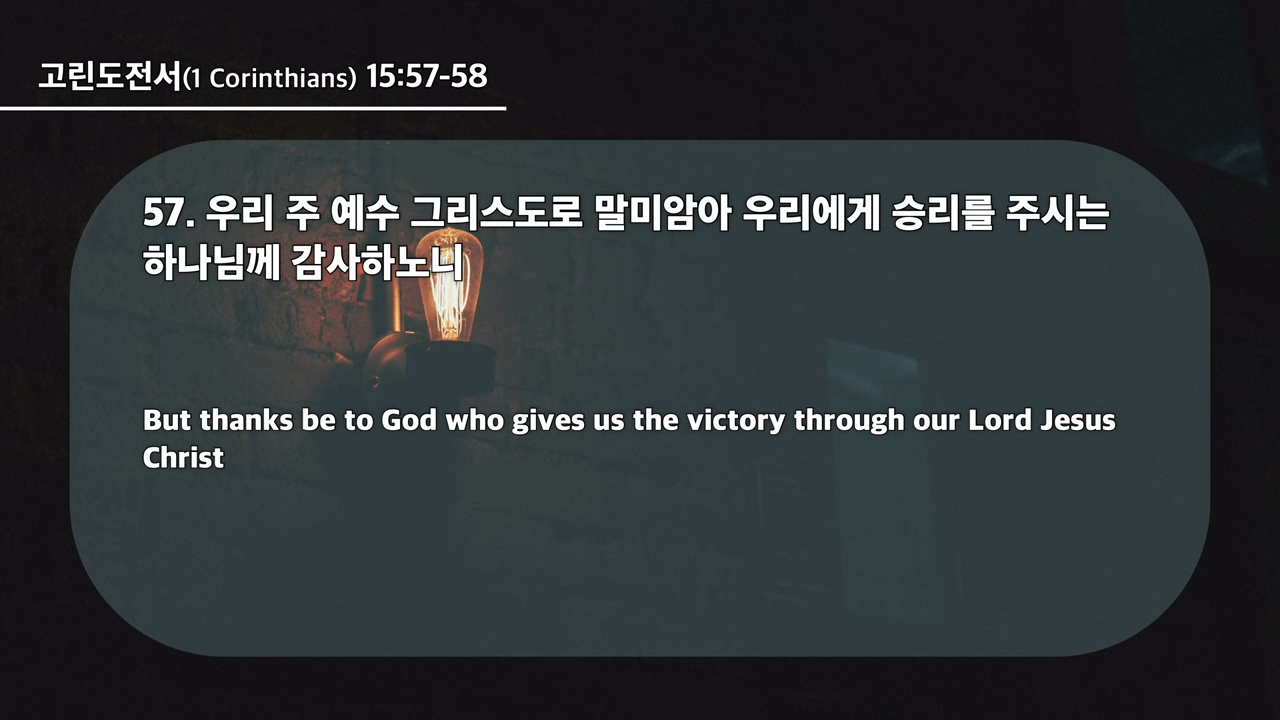 고린도전서(1 Corinthians) 15:57-58
57. 우리 주 예수 그리스도로 말미암아 우리에게 승리를 주시는
하나님께 감사하노니
But thanks be to God who gives us the victory through our Lord Jesus
Christ